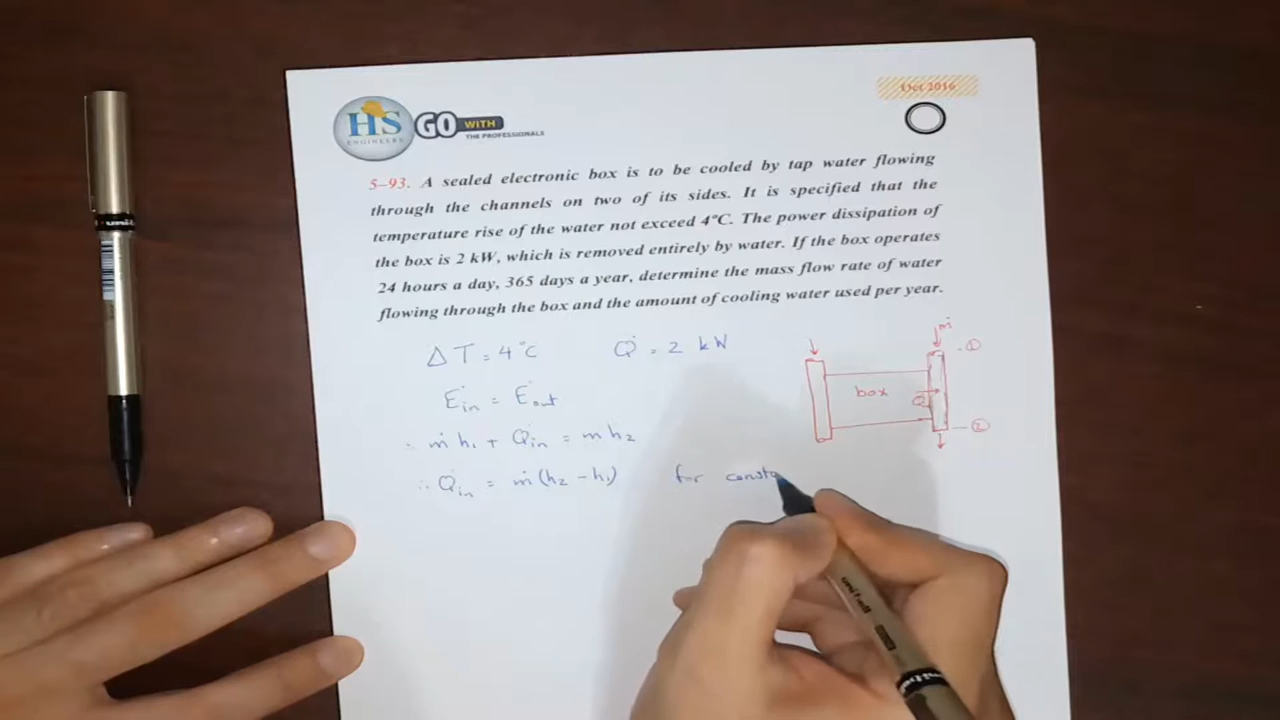 Oct 2016
HS
ENGINEERS
GO WITH
THE PROFESSIONALS
5–93. A sealed electronic box is to be cooled by tap water flowing
through the channels on two of its sides. It is specified that the
temperature rise of the water not exceed 4°C. The power dissipation of
the box is 2 kW, which is removed entirely by water. If the box operates
24 hours a day, 365 days a year, determine the mass flow rate of water
flowing through the box and the amount of cooling water used per year.
ΔT = 4°C Q̇ = 2 kW
Ėin = Ėout
∴ ṁ h₁ + Q̇in = ṁ h₂
∴ Q̇in = ṁ (h₂ - h₁) for consta
ṁ
①
box
Q̇
②
uni-ball